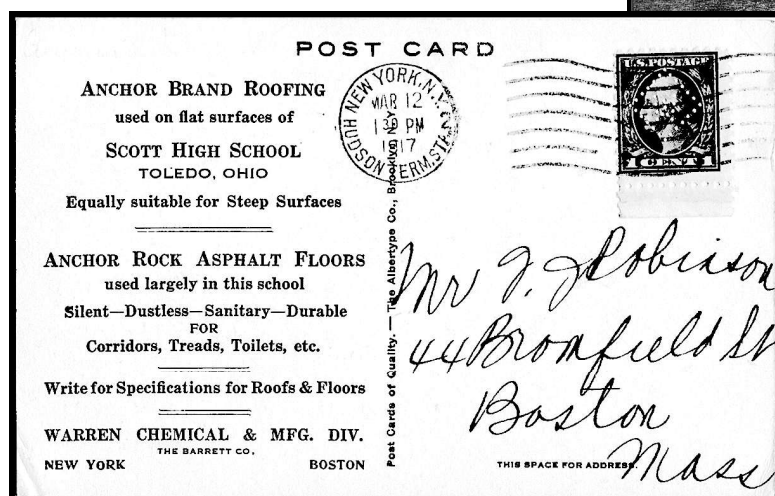 POST CARD
ANCHOR BRAND ROOFING
used on flat surfaces of
SCOTT HIGH SCHOOL
TOLEDO, OHIO
Equally suitable for Steep Surfaces
ANCHOR ROCK ASPHALT FLOORS
used largely in this school
Silent—Dustless—Sanitary—Durable
FOR
Corridors, Treads, Toilets, etc.
Write for Specifications for Roofs & Floors
WARREN CHEMICAL & MFG. DIV.
THE BARRETT CO.
NEW YORK BOSTON
Post Cards of Quality. — The Albertype Co., Brooklyn, N.Y.
HUDSON TERM. STA. NEW YORK, N.Y.
MAR 12
1 30 PM
1917
U.S. POSTAGE
1 CENT 1
Mr J. J. Robinson
44 Bromfield St
Boston
Mass
THIS SPACE FOR ADDRESS.